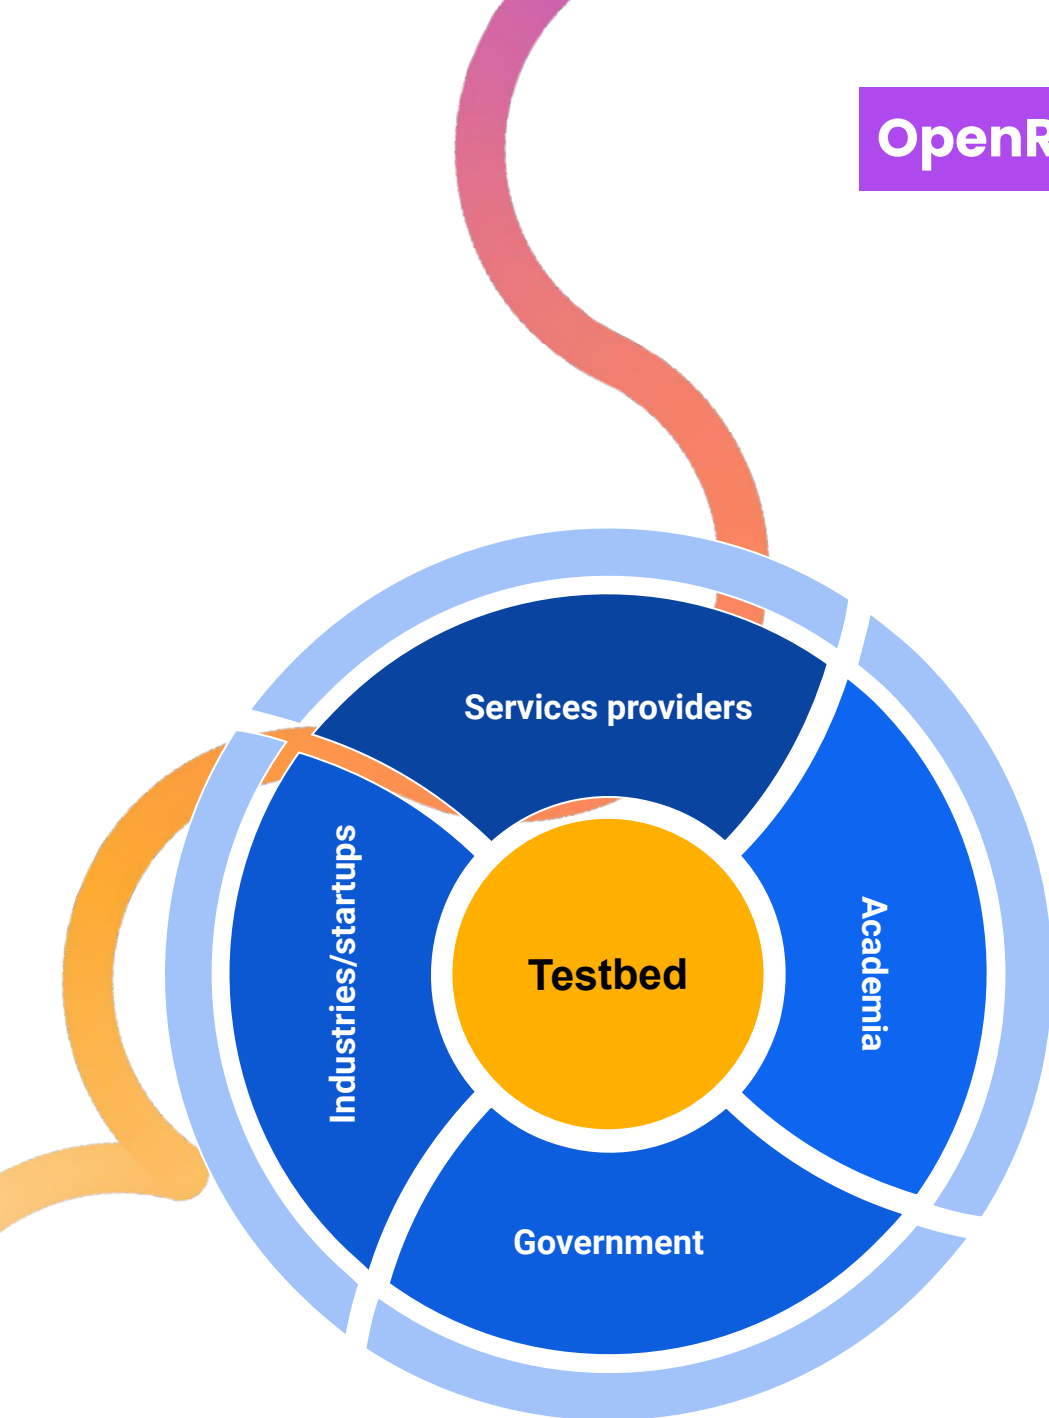 OpenR
Services providers
Industries/startups
Academia
Testbed
Government